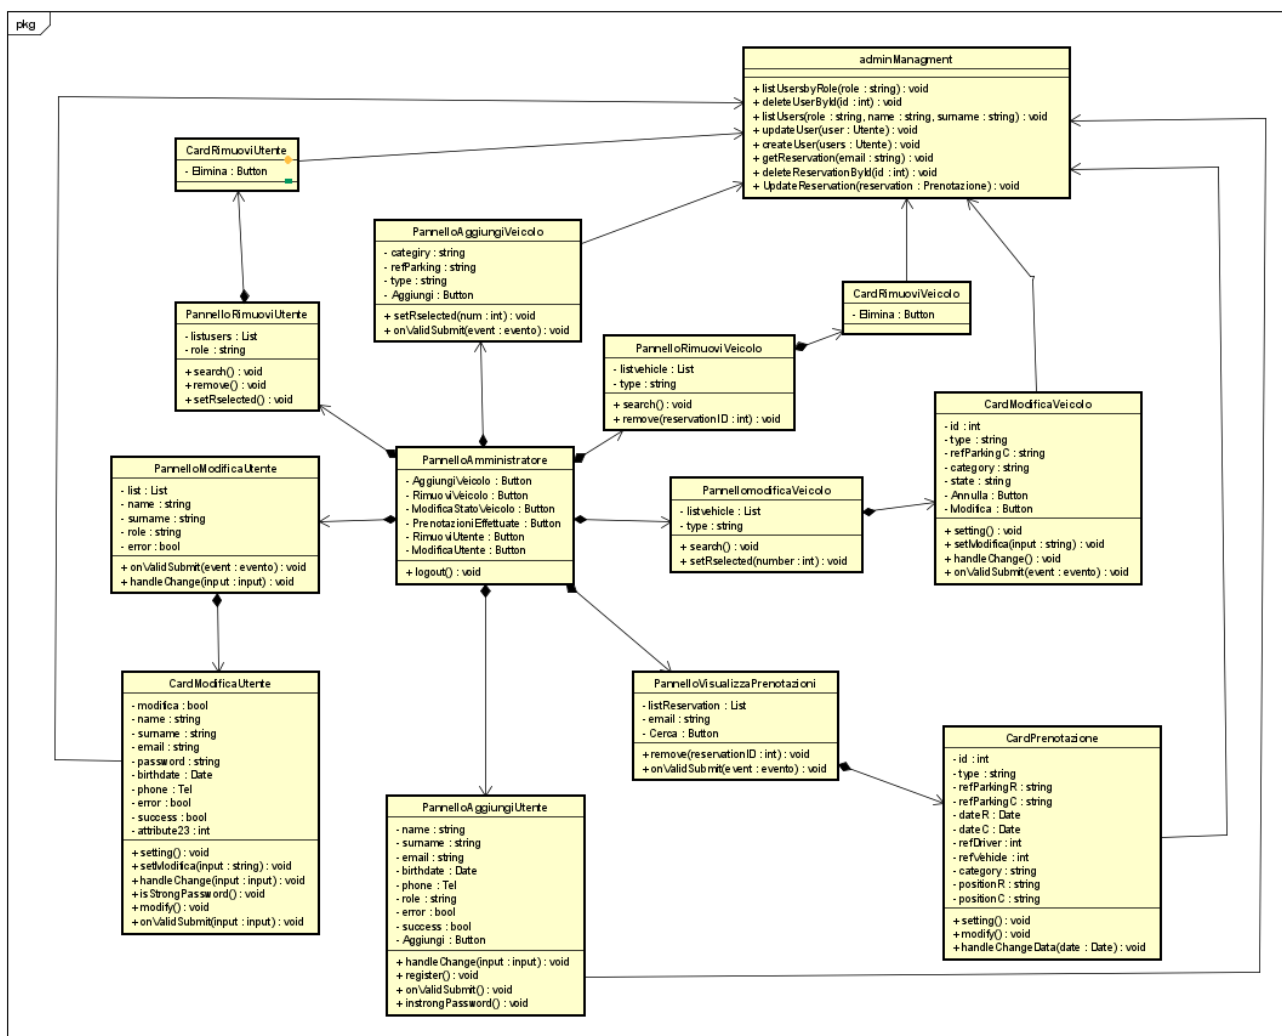 pkg
adminManagment
+ listUsersbyRole(role : string) : void
+ deleteUserById(id : int) : void
+ listUsers(role : string, name : string, surname : string) : void
+ updateUser(user : Utente) : void
+ createUser(users : Utente) : void
+ getReservation(email : string) : void
+ deleteReservationById(id : int) : void
+ UpdateReservation(reservation : Prenotazione) : void
CardRimuoviUtente
- Elimina : Button
PannelloAggiungiVeicolo
- categiry : string
- refParking : string
- type : string
- Aggiungi : Button
+ setRselected(num : int) : void
+ onValidSubmit(event : evento) : void
CardRimuoviVeicolo
- Elimina : Button
PannelloRimuoviUtente
- listusers : List
- role : string
+ search() : void
+ remove() : void
+ setRselected() : void
PannelloRimuoviVeicolo
- listvehicle : List
- type : string
+ search() : void
+ remove(reservationID : int) : void
CardModificaVeicolo
- id : int
- type : string
- refParkingC : string
- category : string
- state : string
- Annulla : Button
- Modifica : Button
+ setting() : void
+ setModifica(input : string) : void
+ handleChange() : void
+ onValidSubmit(event : evento) : void
PannelloModificaUtente
- list : List
- name : string
- surname : string
- role : string
- error : bool
+ onValidSubmit(event : evento) : void
+ handleChange(input : input) : void
PannelloAmministratore
- AggiungiVeicolo : Button
- RimuoviVeicolo : Button
- ModificaStatoVeicolo : Button
- PrenotazioniEffettuate : Button
- RimuoviUtente : Button
- ModificaUtente : Button
+ logout() : void
PannellomodificaVeicolo
- listvehicle : List
- type : string
+ search() : void
+ setRselected(number : int) : void
CardModificaUtente
- modifica : bool
- name : string
- surname : string
- email : string
- password : string
- birthdate : Date
- phone : Tel
- error : bool
- success : bool
- attribute23 : int
+ setting() : void
+ setModifica(input : string) : void
+ handleChange(input : input) : void
+ isStrongPassword() : void
+ modify() : void
+ onValidSubmit(input : input) : void
PannelloVisualizzaPrenotazioni
- listReservation : List
- email : string
- Cerca : Button
+ remove(reservationID : int) : void
+ onValidSubmit(event : evento) : void
CardPrenotazione
- id : int
- type : string
- refParkingR : string
- refParkingC : string
- dateR : Date
- dateC : Date
- refDriver : int
- refVehicle : int
- category : string
- positionR : string
- positionC : string
+ setting() : void
+ modify() : void
+ handleChangeData(date : Date) : void
PannelloAggiungiUtente
- name : string
- surname : string
- email : string
- birthdate : Date
- phone : Tel
- role : string
- error : bool
- success : bool
- Aggiungi : Button
+ handleChange(input : input) : void
+ register() : void
+ onValidSubmit() : void
+ instrongPassword() : void